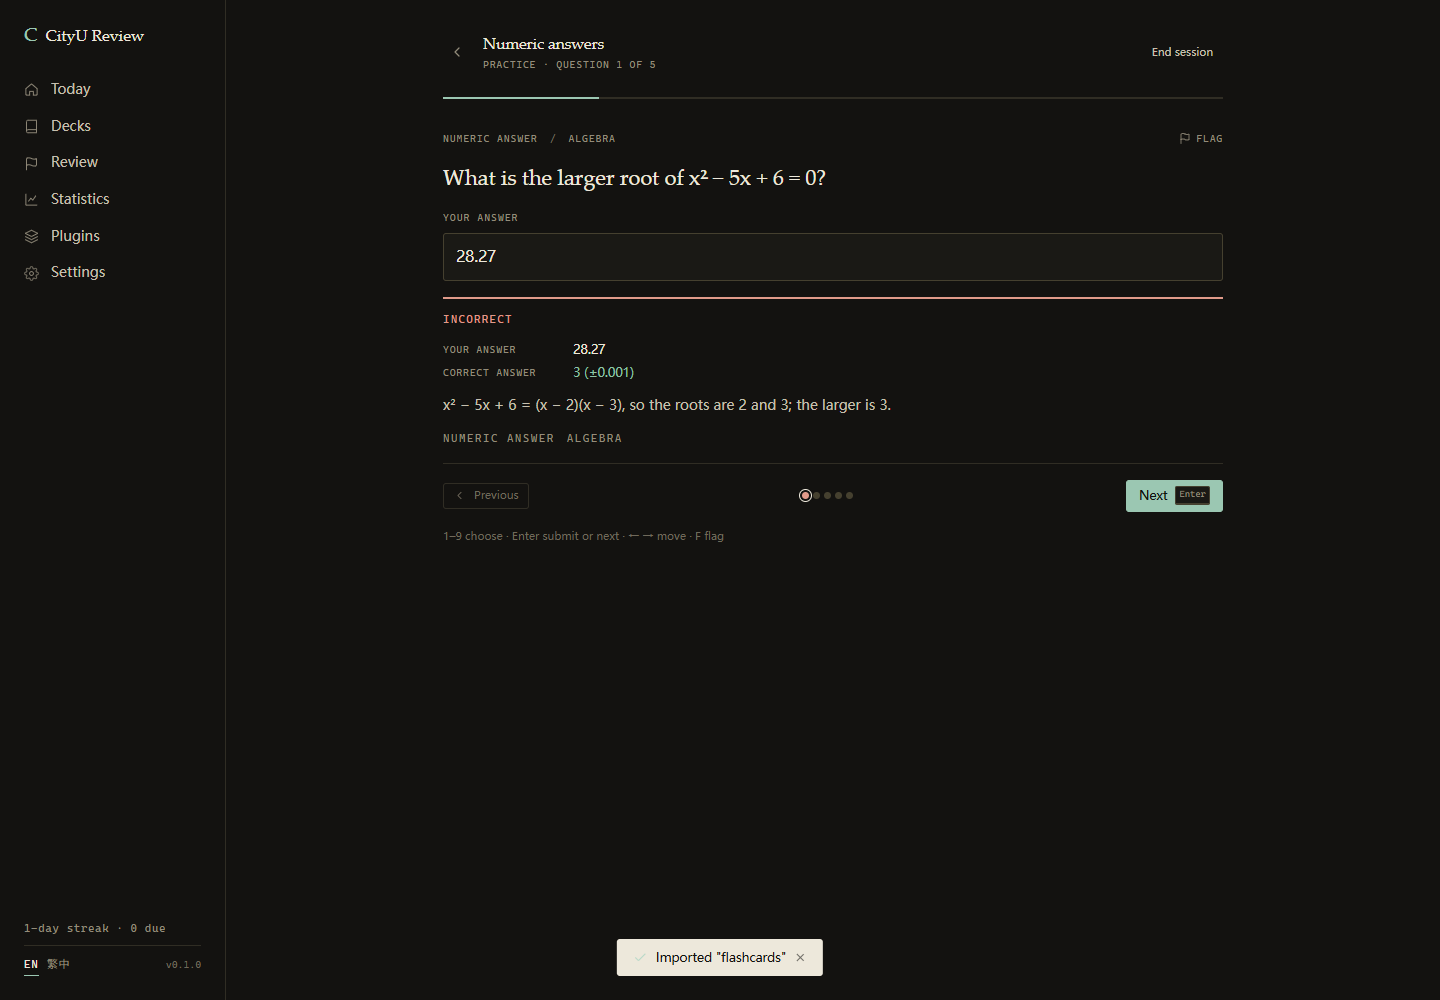 C CityU Review
Today
Decks
Review
Statistics
Plugins
Settings
1-day streak · 0 due
EN 繁中 v0.1.0
Numeric answers
PRACTICE · QUESTION 1 OF 5
End session
NUMERIC ANSWER / ALGEBRA
FLAG
What is the larger root of x² − 5x + 6 = 0?
YOUR ANSWER
28.27
INCORRECT
YOUR ANSWER 28.27
CORRECT ANSWER 3 (±0.001)
x² − 5x + 6 = (x − 2)(x − 3), so the roots are 2 and 3; the larger is 3.
NUMERIC ANSWER ALGEBRA
Previous
Next Enter
1–9 choose · Enter submit or next · ← → move · F flag
Imported "flashcards"